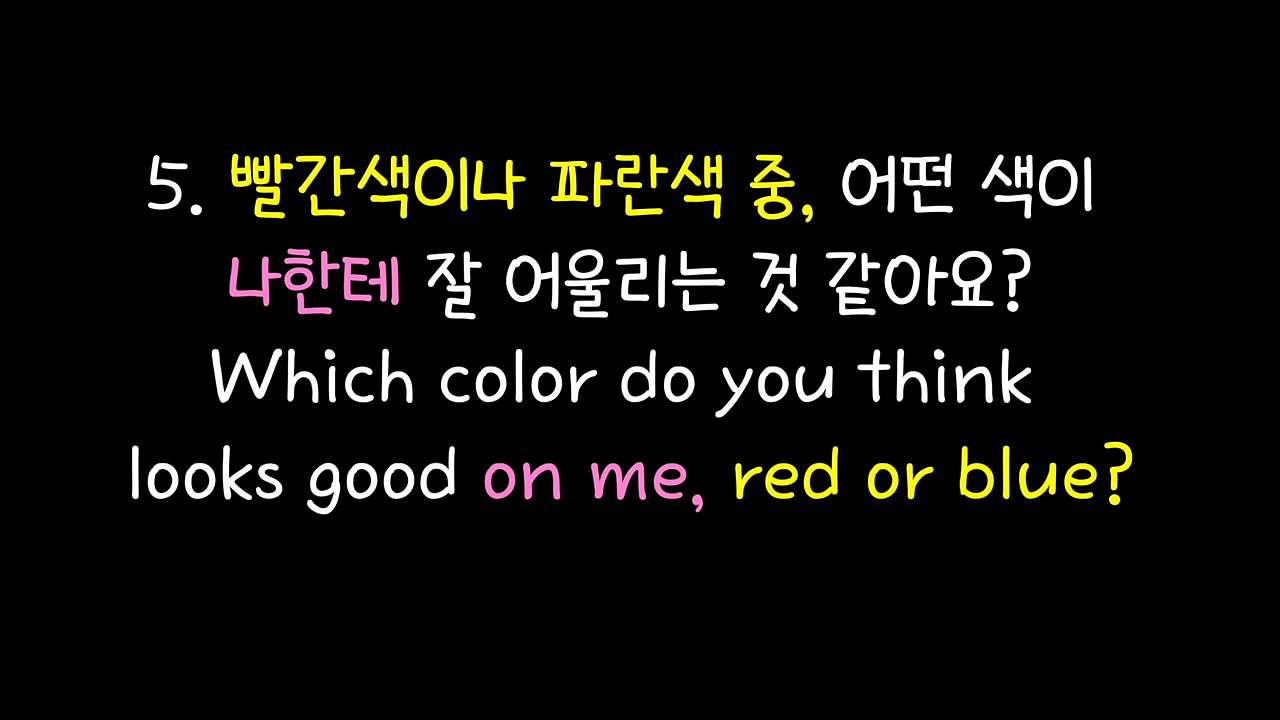 5. 빨간색이나 파란색 중, 어떤 색이
나한테 잘 어울리는 것 같아요?
Which color do you think
looks good on me, red or blue?